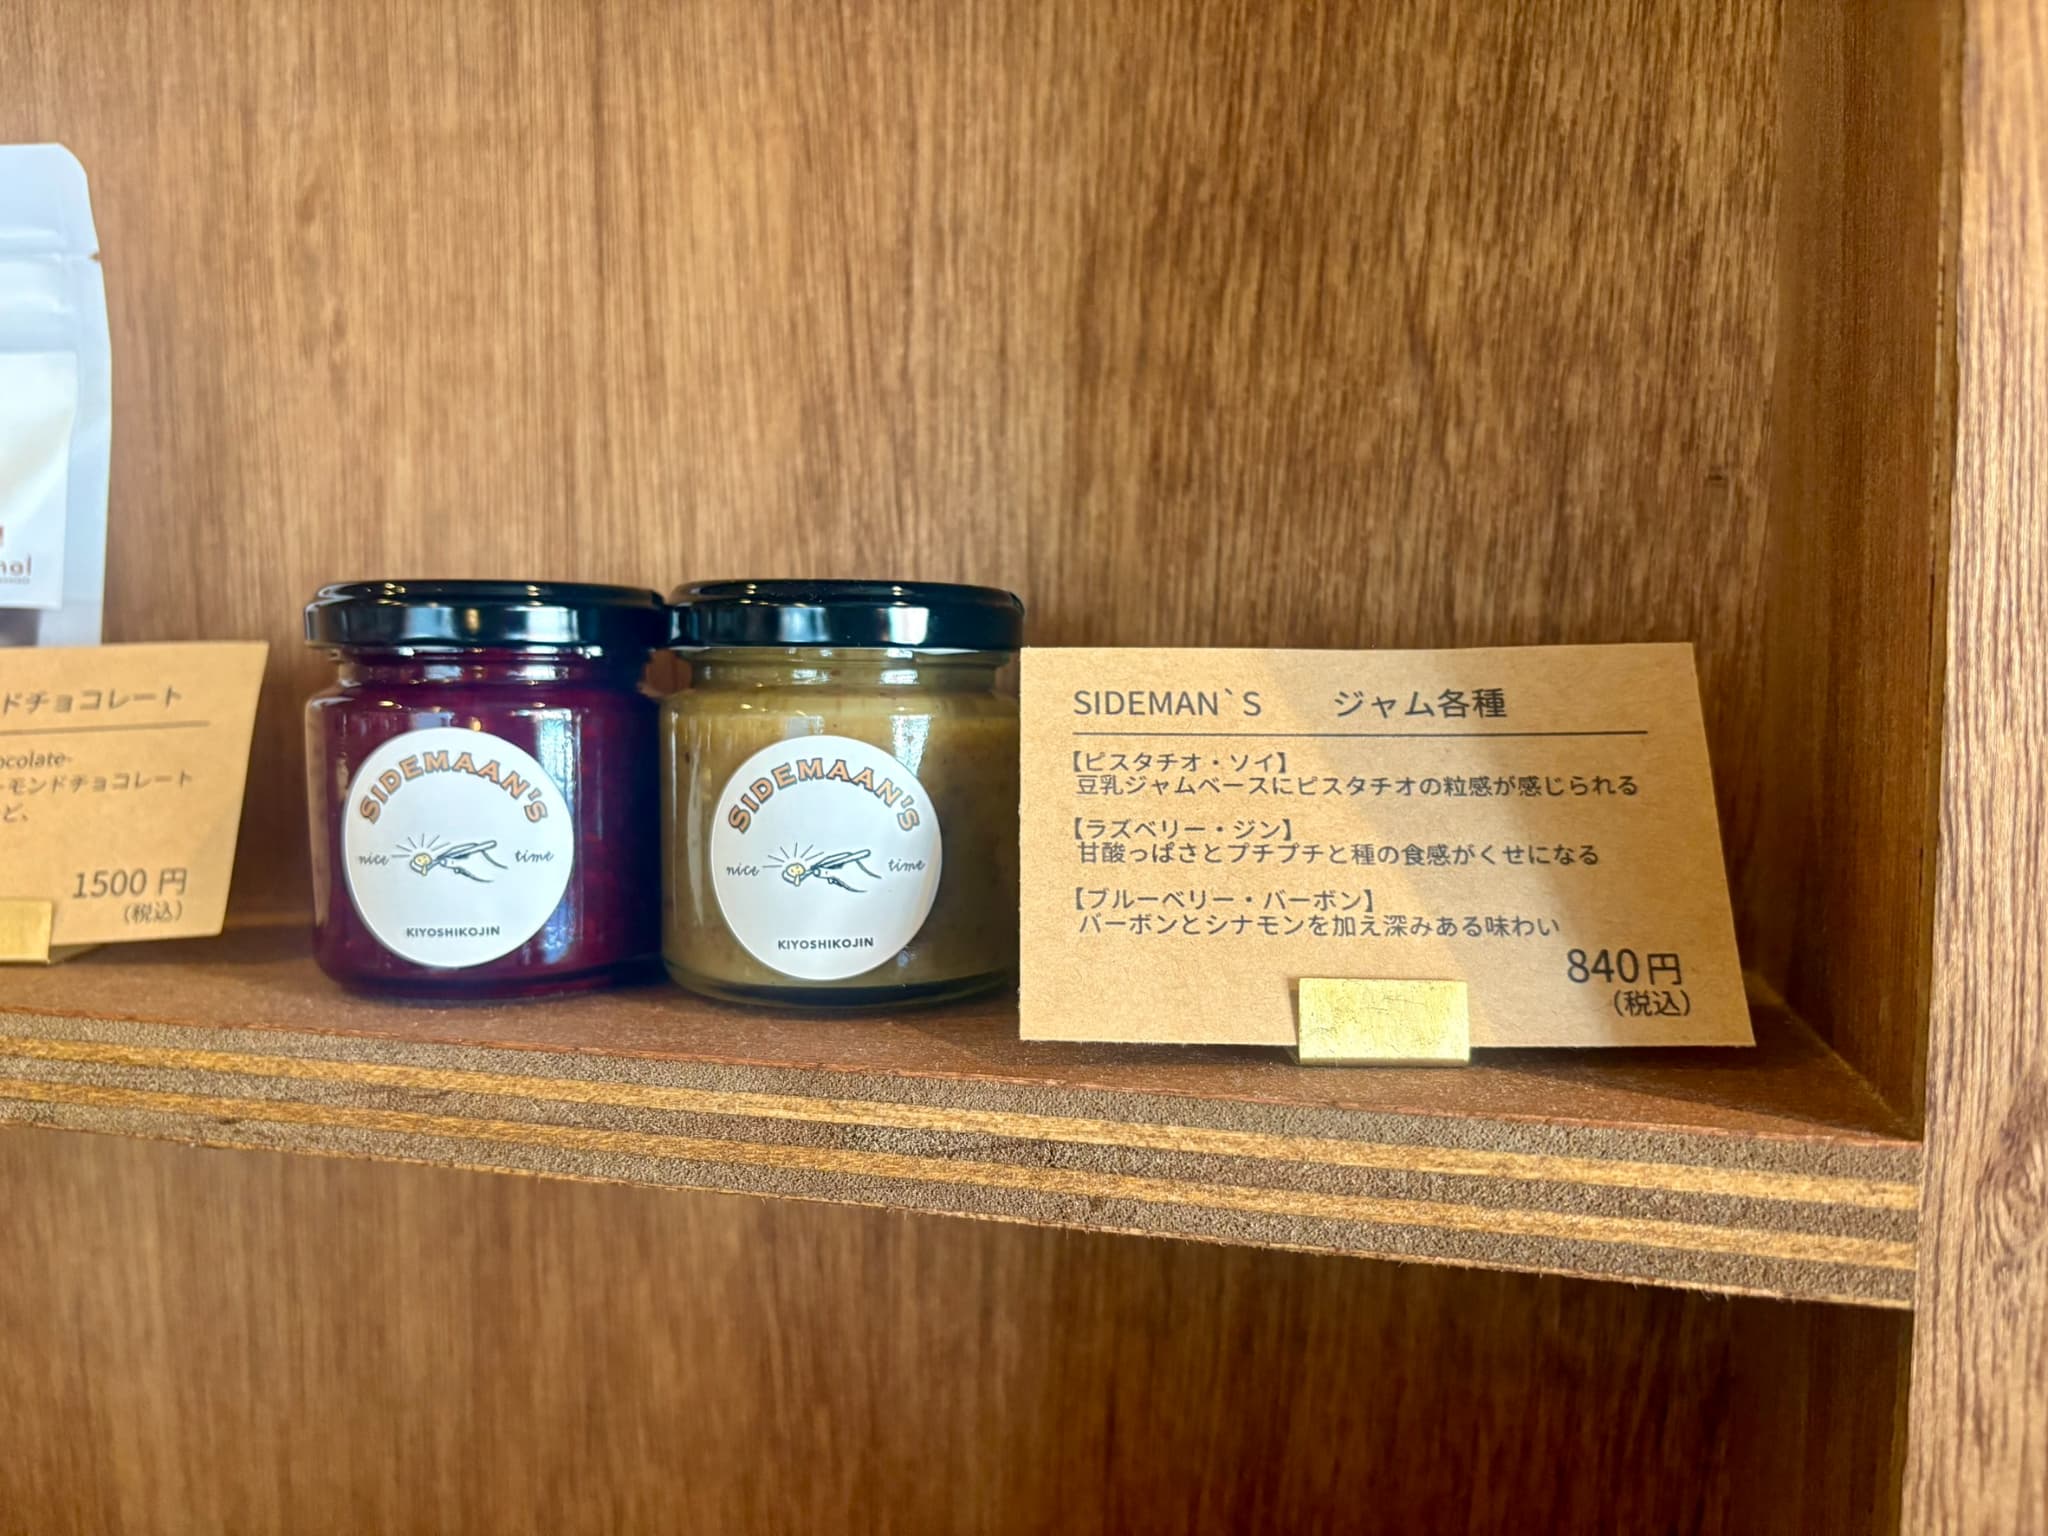 nal
ドチョコレート
ocolate-
ーモンドチョコレート
ど、
1500 円
(税込)
SIDEMAAN'S
nice time
KIYOSHIKOJIN
SIDEMAAN'S
nice time
KIYOSHIKOJIN
SIDEMAN`S ジャム各種
【ピスタチオ・ソイ】
豆乳ジャムベースにピスタチオの粒感が感じられる
【ラズベリー・ジン】
甘酸っぱさとプチプチと種の食感がくせになる
【ブルーベリー・バーボン】
バーボンとシナモンを加え深みある味わい
840円
(税込)